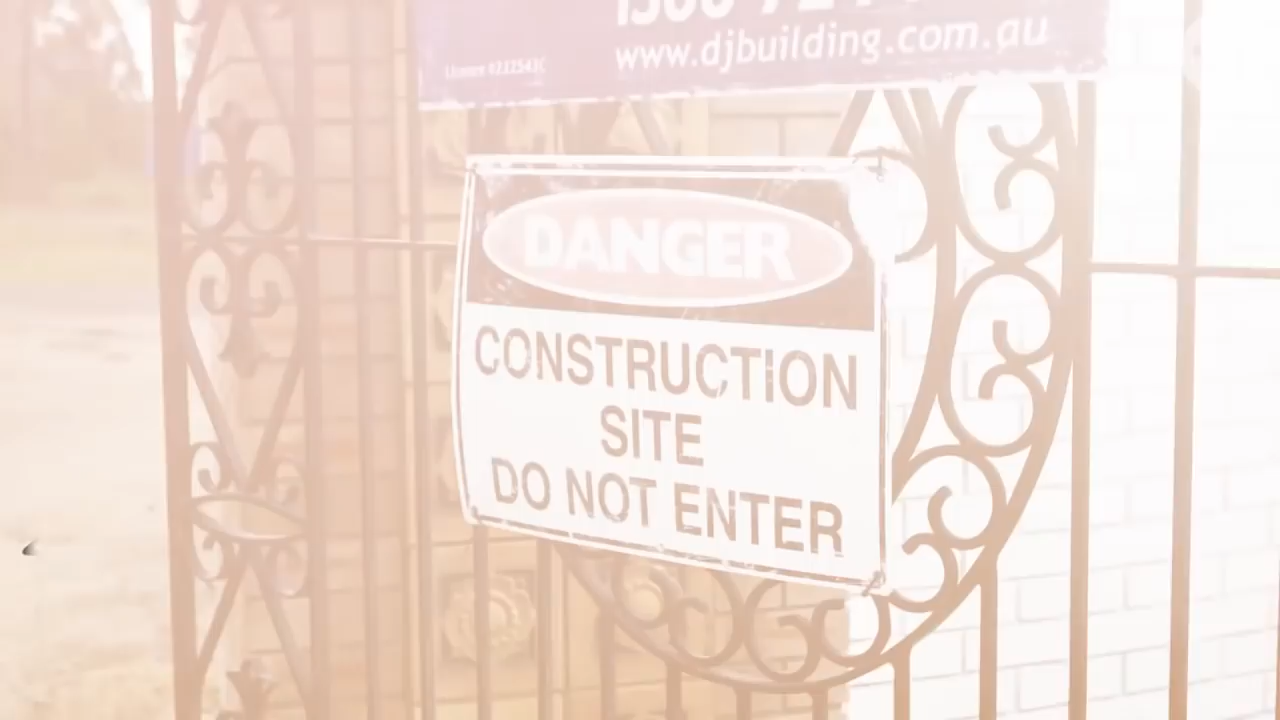 www.djbuilding.com.au
DANGER
CONSTRUCTION
SITE
DO NOT ENTER